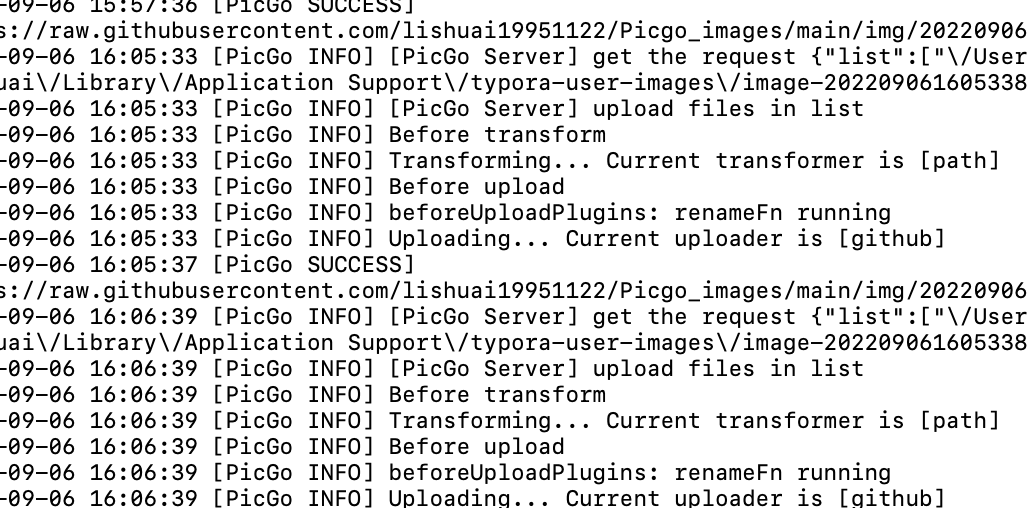 -09-06 15:57:36 [PicGo SUCCESS]
s://raw.githubusercontent.com/lishuai19951122/Picgo_images/main/img/20220906
-09-06 16:05:33 [PicGo INFO] [PicGo Server] get the request {"list":["\/User
uai\/Library\/Application Support\/typora-user-images\/image-202209061605338
-09-06 16:05:33 [PicGo INFO] [PicGo Server] upload files in list
-09-06 16:05:33 [PicGo INFO] Before transform
-09-06 16:05:33 [PicGo INFO] Transforming... Current transformer is [path]
-09-06 16:05:33 [PicGo INFO] Before upload
-09-06 16:05:33 [PicGo INFO] beforeUploadPlugins: renameFn running
-09-06 16:05:33 [PicGo INFO] Uploading... Current uploader is [github]
-09-06 16:05:37 [PicGo SUCCESS]
s://raw.githubusercontent.com/lishuai19951122/Picgo_images/main/img/20220906
-09-06 16:06:39 [PicGo INFO] [PicGo Server] get the request {"list":["\/User
uai\/Library\/Application Support\/typora-user-images\/image-202209061605338
-09-06 16:06:39 [PicGo INFO] [PicGo Server] upload files in list
-09-06 16:06:39 [PicGo INFO] Before transform
-09-06 16:06:39 [PicGo INFO] Transforming... Current transformer is [path]
-09-06 16:06:39 [PicGo INFO] Before upload
-09-06 16:06:39 [PicGo INFO] beforeUploadPlugins: renameFn running
-09-06 16:06:39 [PicGo INFO] Uploading... Current uploader is [github]